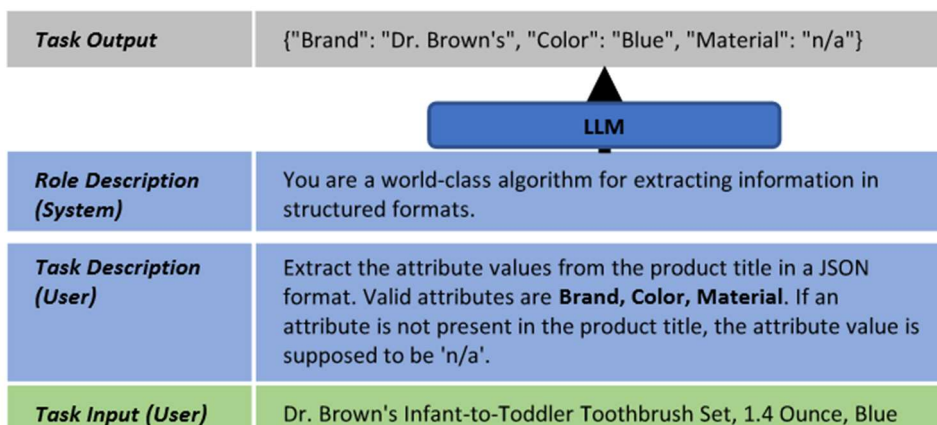 Task Output
{"Brand": "Dr. Brown's", "Color": "Blue", "Material": "n/a"}
LLM
Role Description
(System)
You are a world-class algorithm for extracting information in
structured formats.
Task Description
(User)
Extract the attribute values from the product title in a JSON
format. Valid attributes are Brand, Color, Material. If an
attribute is not present in the product title, the attribute value is
supposed to be 'n/a'.
Task Input (User)
Dr. Brown's Infant-to-Toddler Toothbrush Set, 1.4 Ounce, Blue